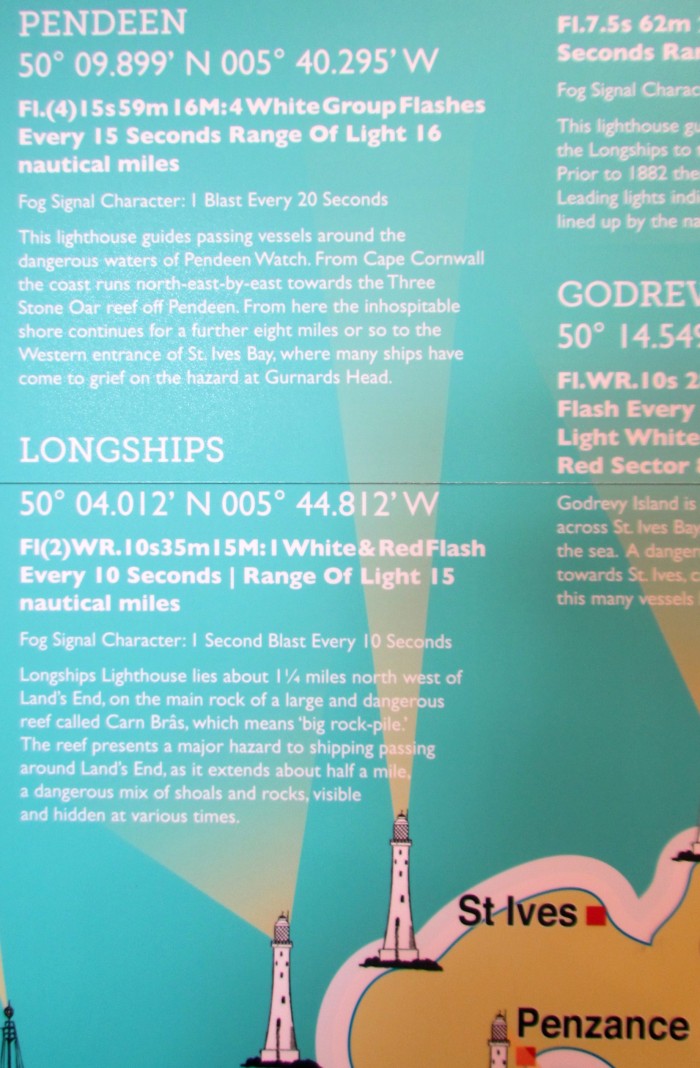 PENDEEN
50° 09.899' N 005° 40.295' W
Fl.(4)15s59m16M:4 White Group Flashes
Every 15 Seconds Range Of Light 16
nautical miles
Fog Signal Character: 1 Blast Every 20 Seconds
This lighthouse guides passing vessels around the
dangerous waters of Pendeen Watch. From Cape Cornwall
the coast runs north-east-by-east towards the Three
Stone Oar reef off Pendeen. From here the inhospitable
shore continues for a further eight miles or so to the
Western entrance of St. Ives Bay, where many ships have
come to grief on the hazard at Gurnards Head.
LONGSHIPS
50° 04.012' N 005° 44.812' W
Fl(2)WR.10s35m15M:1 White & Red Flash
Every 10 Seconds | Range Of Light 15
nautical miles
Fog Signal Character: 1 Second Blast Every 10 Seconds
Longships Lighthouse lies about 1¼ miles north west of
Land's End, on the main rock of a large and dangerous
reef called Carn Brâs, which means 'big rock-pile.'
The reef presents a major hazard to shipping passing
around Land's End, as it extends about half a mile,
a dangerous mix of shoals and rocks, visible
and hidden at various times.
Fl.7.5s 62m
Seconds
Fog Signal
This lighthouse
the Longships to
Prior to 1882 the
Leading lights
lined up by the
50° 14.549
Fl.WR.10s
Flash Every
Light White
Red Sector
Godrevy Island is
across St. Ives Bay
the sea. A
towards St. Ives,
this many vessels
St Ives
Penzance